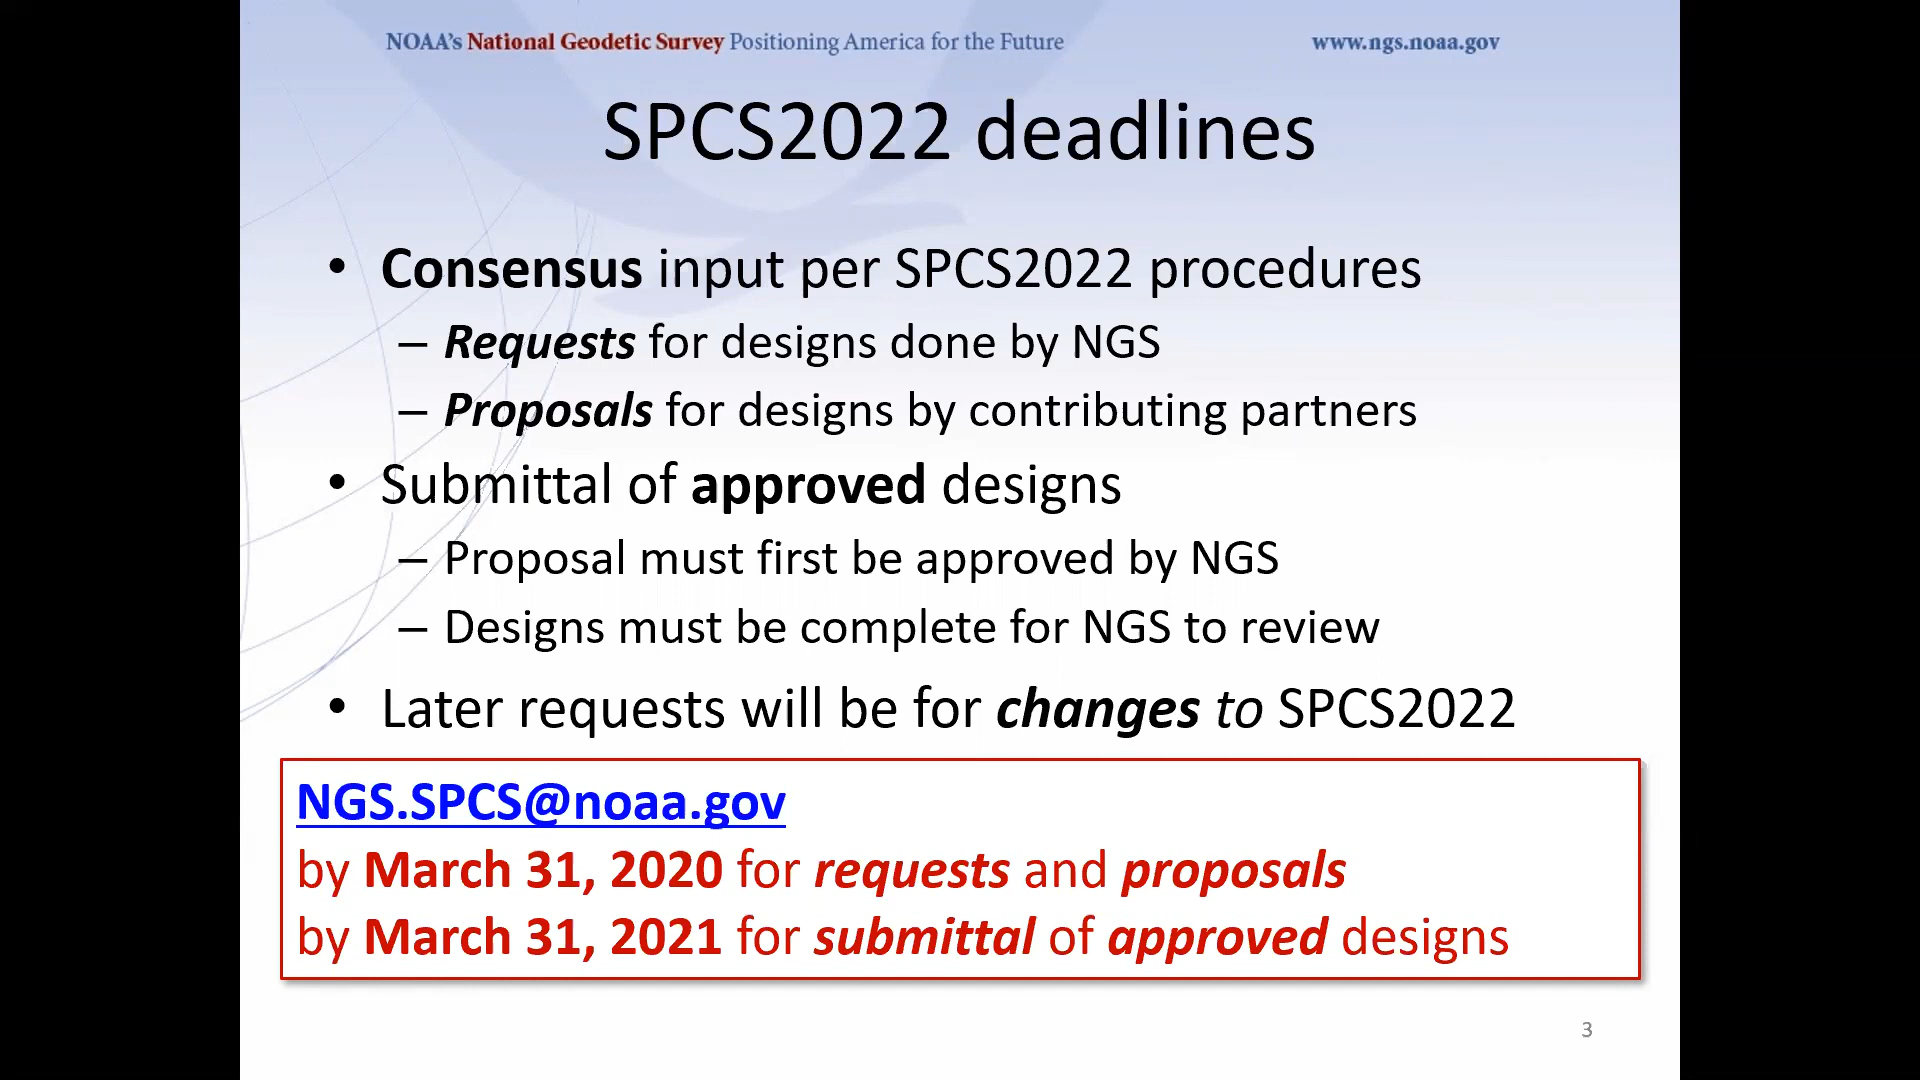 NOAA's National Geodetic Survey Positioning America for the Future www.ngs.noaa.gov
SPCS2022 deadlines
• Consensus input per SPCS2022 procedures
– Requests for designs done by NGS
– Proposals for designs by contributing partners
• Submittal of approved designs
– Proposal must first be approved by NGS
– Designs must be complete for NGS to review
• Later requests will be for changes to SPCS2022
NGS.SPCS@noaa.gov
by March 31, 2020 for requests and proposals
by March 31, 2021 for submittal of approved designs
3